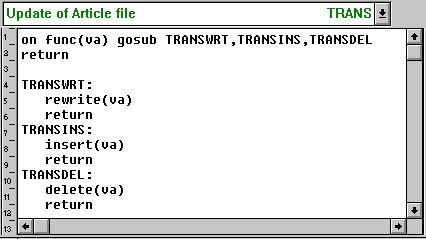 Update of Article file TRANS
1 on func(va) gosub TRANSWRT,TRANSINS,TRANSDEL
2 return
3
4 TRANSWRT:
5 rewrite(va)
6 return
7 TRANSINS:
8 insert(va)
9 return
10 TRANSDEL:
11 delete(va)
12 return
13